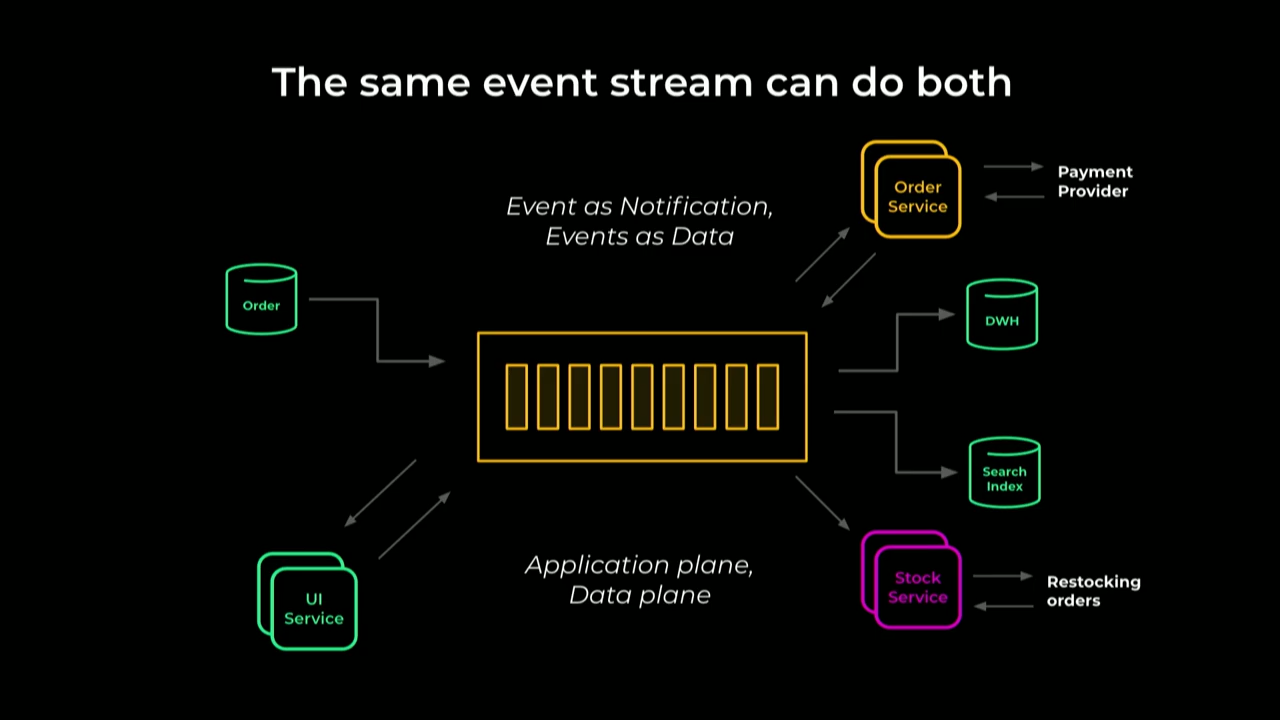 The same event stream can do both
Event as Notification,
Events as Data
Order
Service
Payment
Provider
Order
DWH
Search
Index
UI
Service
Application plane,
Data plane
Stock
Service
Restocking
orders